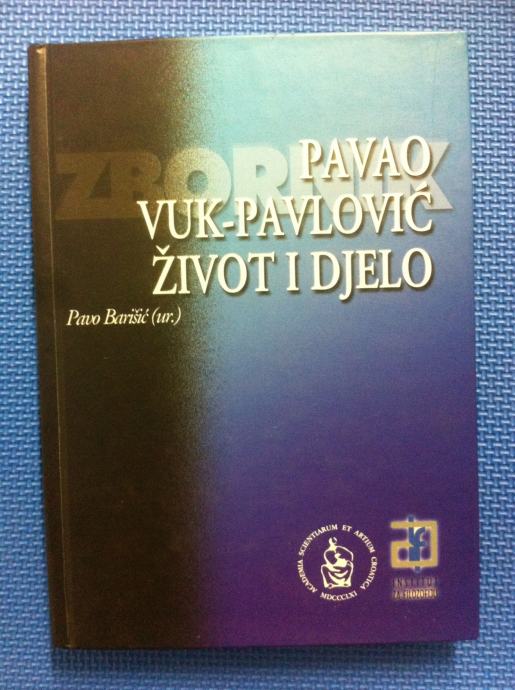 ZBORNIK
PAVAO
VUK-PAVLOVIĆ
ŽIVOT I DJELO
Pavo Barišić (ur.)
ACADEMIA SCIENTIARUM ET ARTIUM CROATICA
MDCCCLXI
INSTITUT
ZA FILOZOFIJU